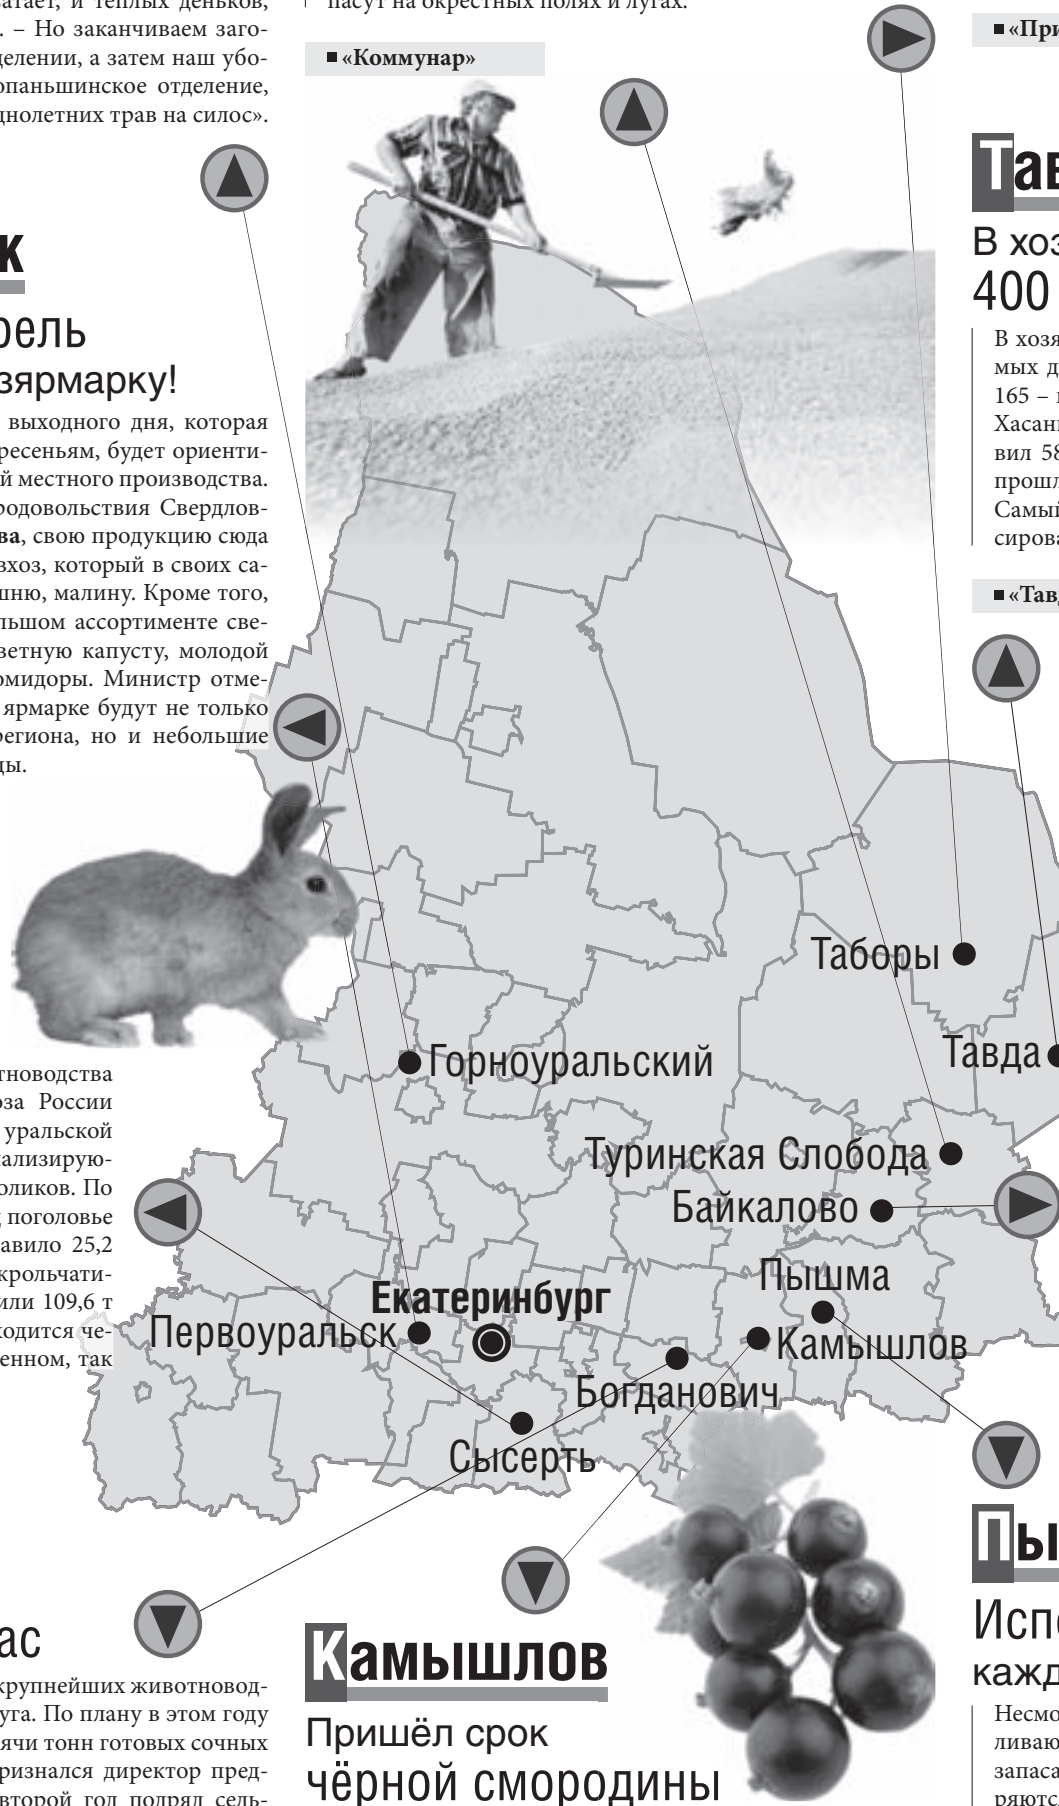 ватает, и теплых деньков,
. – Но заканчиваем заго-
делении, а затем наш убо-
опаньшинское отделение,
днолетних трав на силос».
к
рель
зярмарку!
выходного дня, которая
ресеньям, будет ориенти-
й местного производства.
родовольствия Свердлов-
ва, свою продукцию сюда
вхоз, который в своих са-
шню, малину. Кроме того,
льшом ассортименте све-
ветную капусту, молодой
омидоры. Министр отме-
ярмарке будут не только
региона, но и небольшие
цы.
тноводства
оза России
уральской
иализирую-
оликов. По
ц поголовье
авило 25,2
крольчати-
или 109,6 т
ходится че-
енном, так
ас
крупнейших животновод-
уга. По плану в этом году
ячи тонн готовых сочных
ризнался директор пред-
второй год подряд сель-
пасут на окрестных полях и лугах.
«Коммунар»
Таборы
Тавда
Горноуральский
Туринская Слобода
Байкалово
Пышма
Екатеринбург
Первоуральск
Камышлов
Богданович
Сысерть
Камышлов
Пришёл срок
чёрной смородины
«При
Тав
В хоз
400
В хозя
мых д
165 –
Хасан
вил 58
прошл
Самый
сирова
«Тавд
Пы
Испо
кажд
Несмо
ливаю
запаса
ряютс